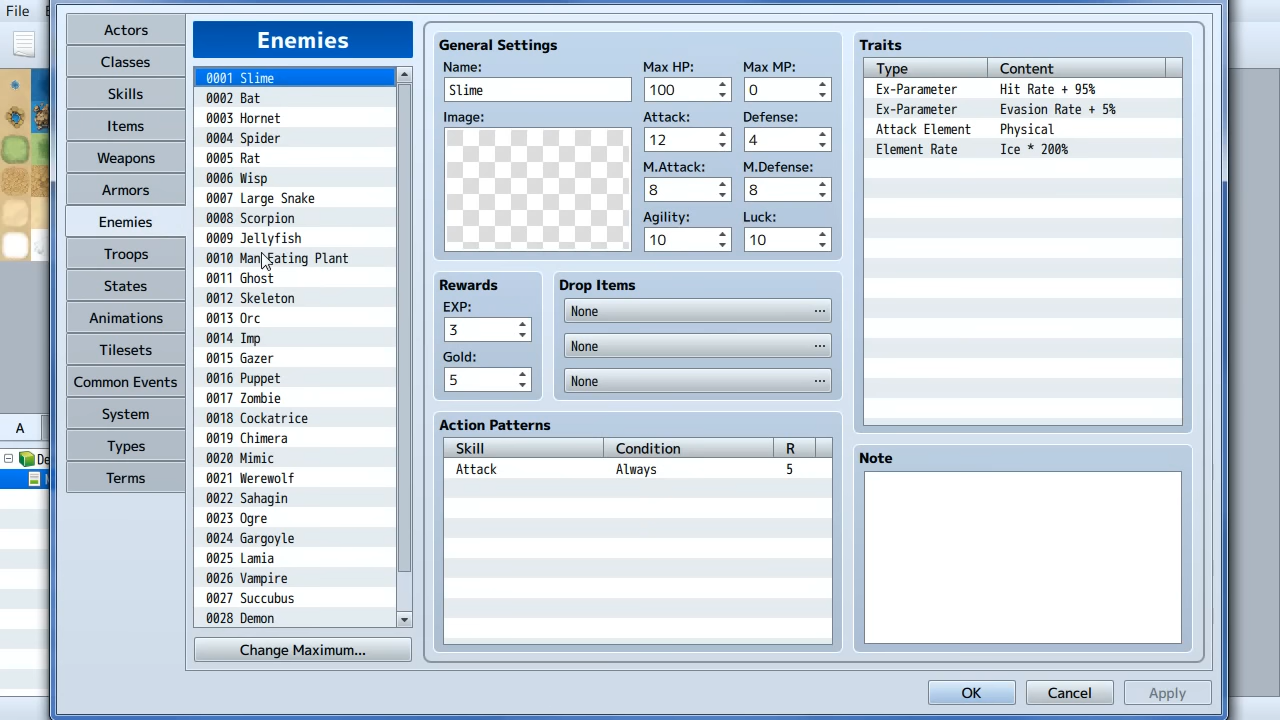 File
Actors
Classes
Skills
Items
Weapons
Armors
Enemies
Troops
States
Animations
Tilesets
Common Events
System
Types
Terms
A
De
Enemies
0001 Slime
0002 Bat
0003 Hornet
0004 Spider
0005 Rat
0006 Wisp
0007 Large Snake
0008 Scorpion
0009 Jellyfish
0010 Man-Eating Plant
0011 Ghost
0012 Skeleton
0013 Orc
0014 Imp
0015 Gazer
0016 Puppet
0017 Zombie
0018 Cockatrice
0019 Chimera
0020 Mimic
0021 Werewolf
0022 Sahagin
0023 Ogre
0024 Gargoyle
0025 Lamia
0026 Vampire
0027 Succubus
0028 Demon
Change Maximum...
General Settings
Name:
Slime
Image:
Max HP: Max MP:
100 0
Attack: Defense:
12 4
M.Attack: M.Defense:
8 8
Agility: Luck:
10 10
Rewards
EXP:
3
Gold:
5
Drop Items
None ...
None ...
None ...
Action Patterns
Skill Condition R
Attack Always 5
Traits
Type Content
Ex-Parameter Hit Rate + 95%
Ex-Parameter Evasion Rate + 5%
Attack Element Physical
Element Rate Ice * 200%
Note
OK Cancel Apply